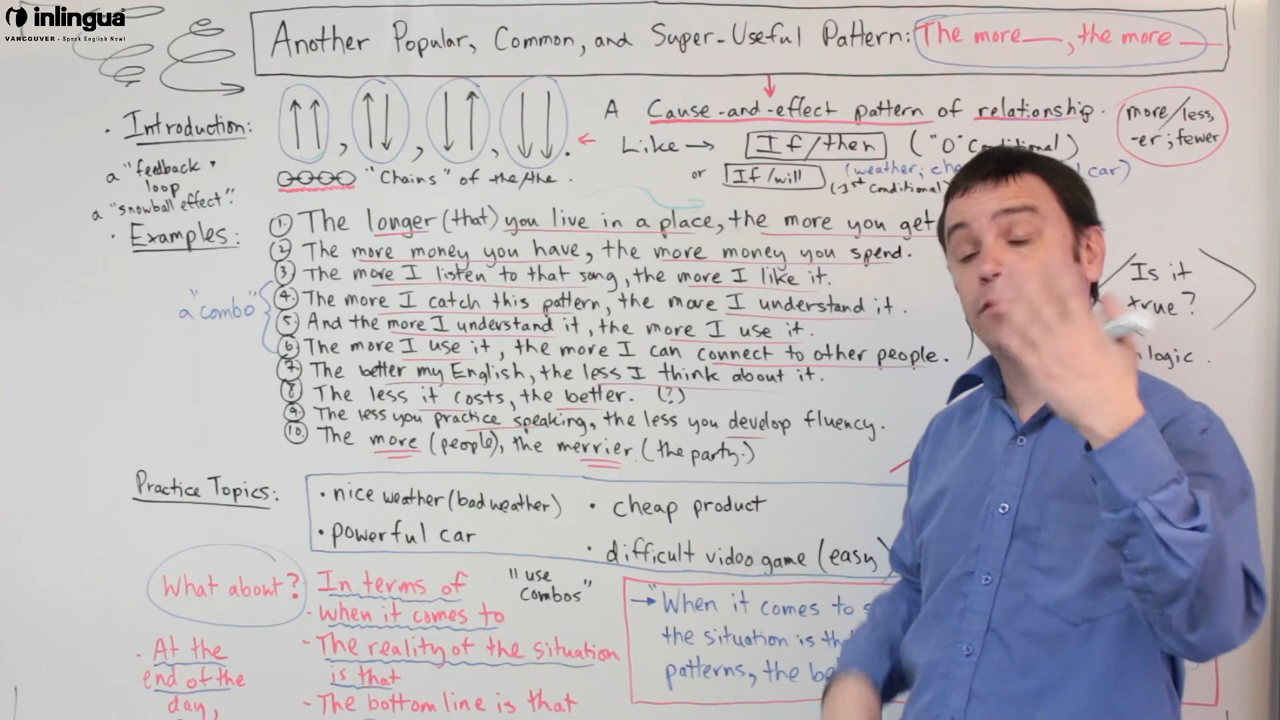 inlingua
VANCOUVER - Speak English Now!
Another Popular, Common, and Super-Useful Pattern: The more___, the more ___
A Cause-and-effect pattern of relationship.
more/less,
-er; fewer
• Introduction:
Like → If/then ("0" Conditional)
a "feedback
loop
a "snowball effect".
"Chains" of the/the.
or If/will (weather; car)
(1st Conditional)
• Examples:
① The longer (that) you live in a place, the more you get
② The more money you have, the more money you spend.
③ The more I listen to that song, the more I like it.
a "combo"
④ The more I catch this pattern, the more I understand it.
⑤ And the more I understand it, the more I use it.
⑥ The more I use it, the more I can connect to other people.
⑦ The better my English, the less I think about it.
⑧ The less it costs, the better. (?)
⑨ The less you practice speaking, the less you develop fluency.
⑩ The more (people), the merrier (the party.)
Is it
true?
logic.
Practice Topics:
• nice weather (bad weather)
• cheap product
• powerful car
• difficult video game (easy)
What about?
In terms of
"use
combos"
- when it comes to
- The reality of the situation
is that
- The bottom line is that
• At the
end of the
day,
→ "When it comes to s
the situation is th
patterns, the be